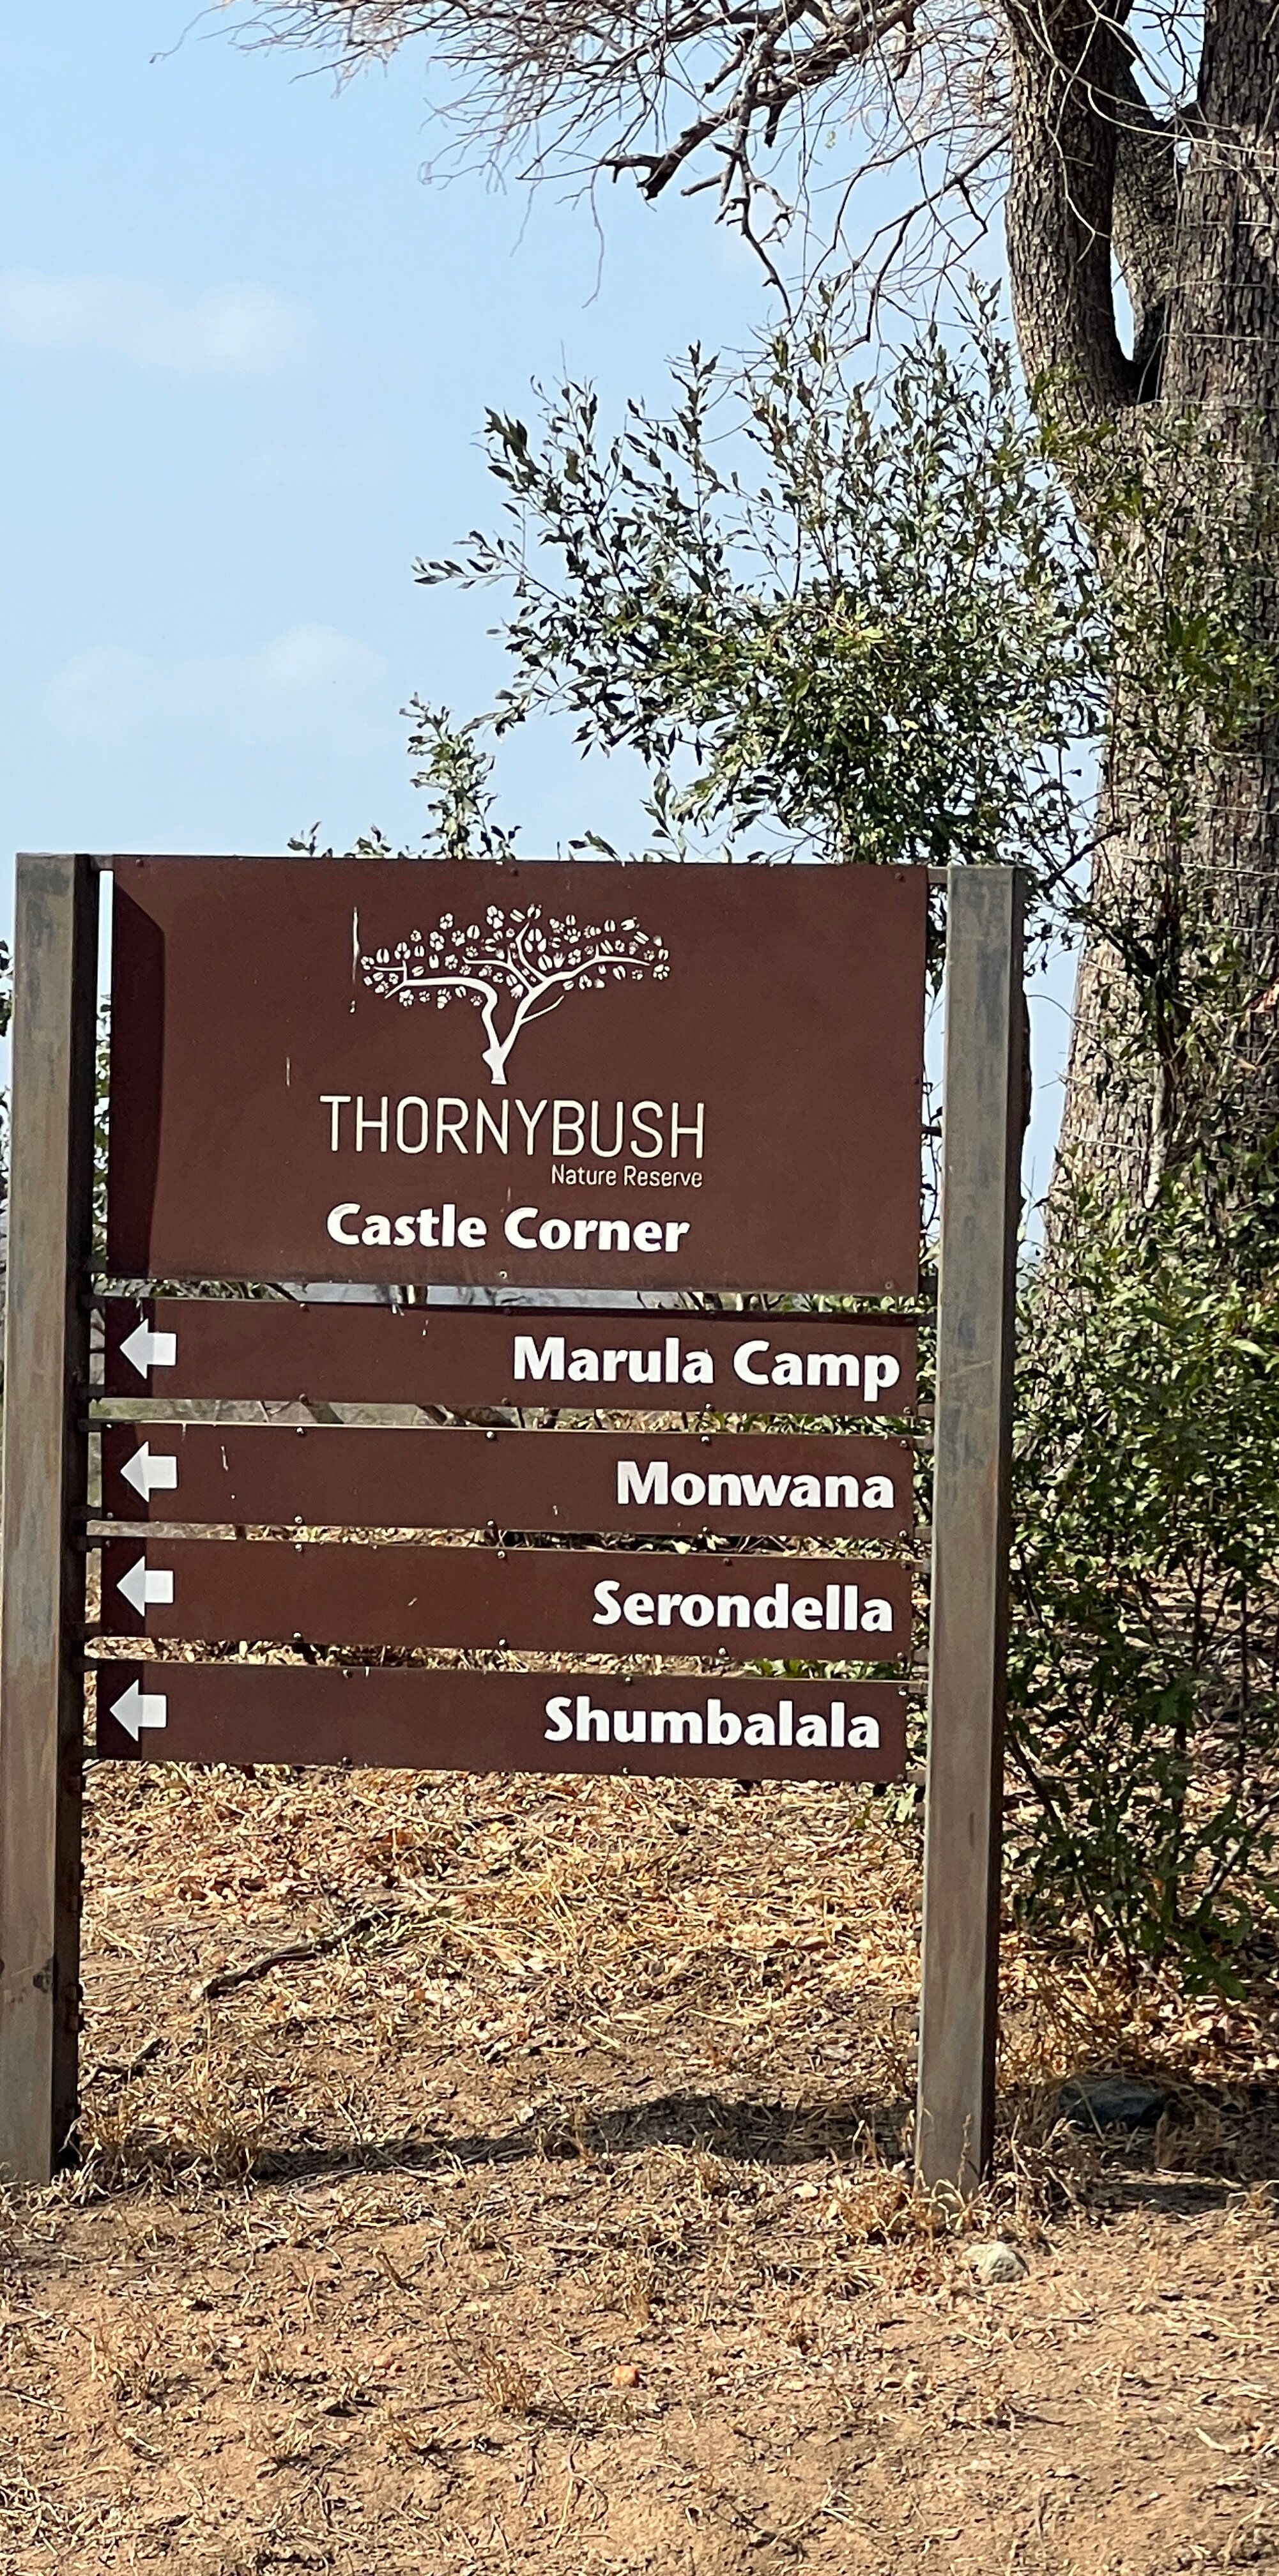 THORNYBUSH
Nature Reserve
Castle Corner
Marula Camp
Monwana
Serondella
Shumbalala